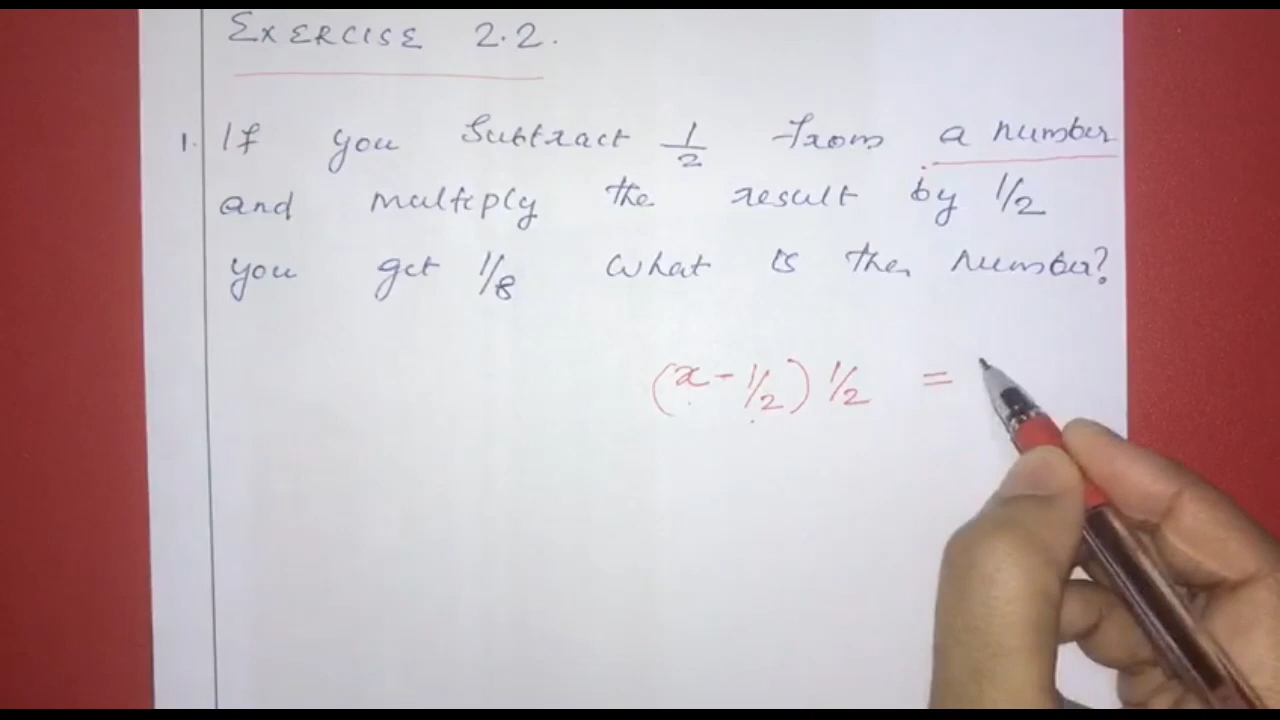 EXERCISE 2.2.
1. If you subtract 1/2 from a number
and multiply the result by 1/2
you get 1/8 what is the number?
(x - 1/2) 1/2 =